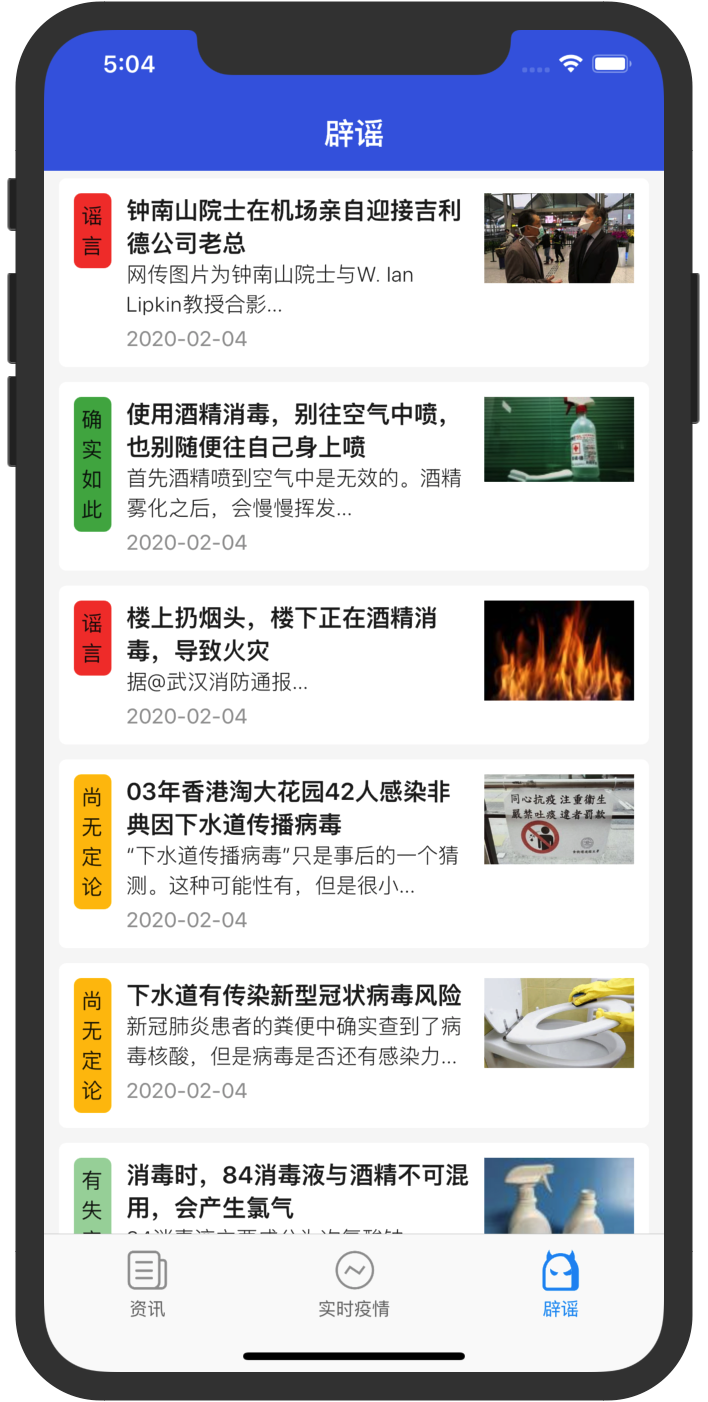 5:04
辟谣
谣言
钟南山院士在机场亲自迎接吉利
德公司老总
网传图片为钟南山院士与W. Ian
Lipkin教授合影...
2020-02-04
确实如此
使用酒精消毒，别往空气中喷，
也别随便往自己身上喷
首先酒精喷到空气中是无效的。酒精
雾化之后，会慢慢挥发...
2020-02-04
谣言
楼上扔烟头，楼下正在酒精消
毒，导致火灾
据@武汉消防通报...
2020-02-04
尚无定论
03年香港淘大花园42人感染非
典因下水道传播病毒
“下水道传播病毒”只是事后的一个猜
测。这种可能性有，但是很小...
2020-02-04
同心抗疫 注重衞生
嚴禁吐痰 違者罰款
尚无定论
下水道有传染新型冠状病毒风险
新冠肺炎患者的粪便中确实查到了病
毒核酸，但是病毒是否还有感染力...
2020-02-04
有失
消毒时，84消毒液与酒精不可混
用，会产生氯气
资讯
实时疫情
辟谣